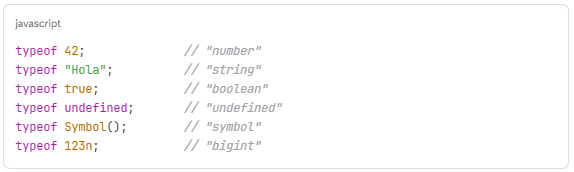 javascript
typeof 42;              // "number"
typeof "Hola";          // "string"
typeof true;            // "boolean"
typeof undefined;       // "undefined"
typeof Symbol();        // "symbol"
typeof 123n;            // "bigint"